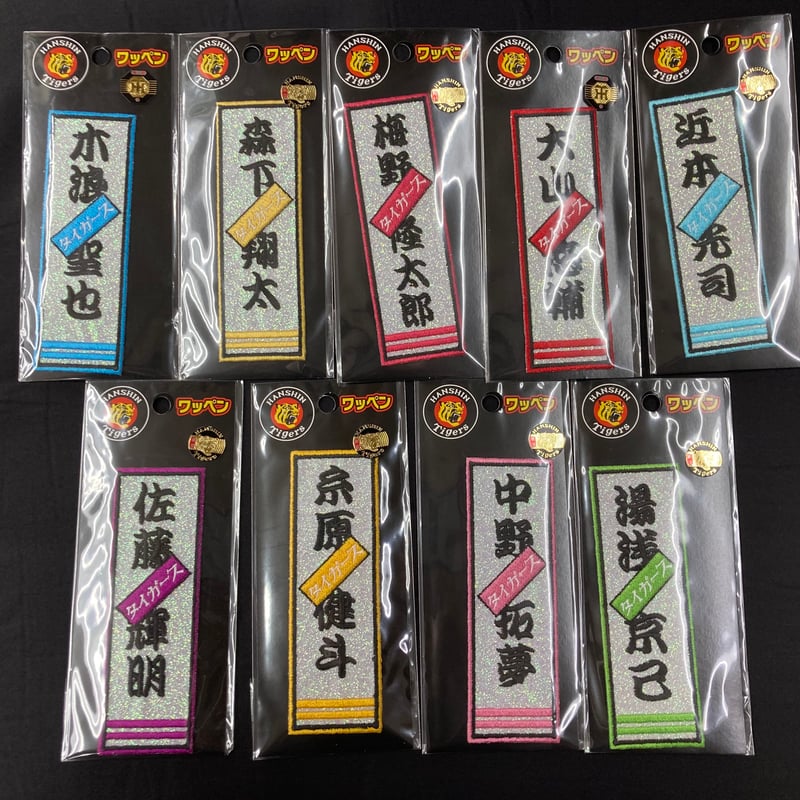 HANSHIN Tigers ワッペン
木浪 聖也
タイガース
HANSHIN Tigers ワッペン
森下 翔太
タイガース
HANSHIN Tigers ワッペン
梅野 隆太郎
タイガース
HANSHIN Tigers ワッペン
大山 悠輔
タイガース
HANSHIN Tigers ワッペン
近本 光司
タイガース
HANSHIN Tigers ワッペン
佐藤 輝明
タイガース
HANSHIN Tigers ワッペン
糸原 健斗
タイガース
HANSHIN Tigers ワッペン
中野 拓夢
タイガース
HANSHIN Tigers ワッペン
湯浅 京己
タイガース